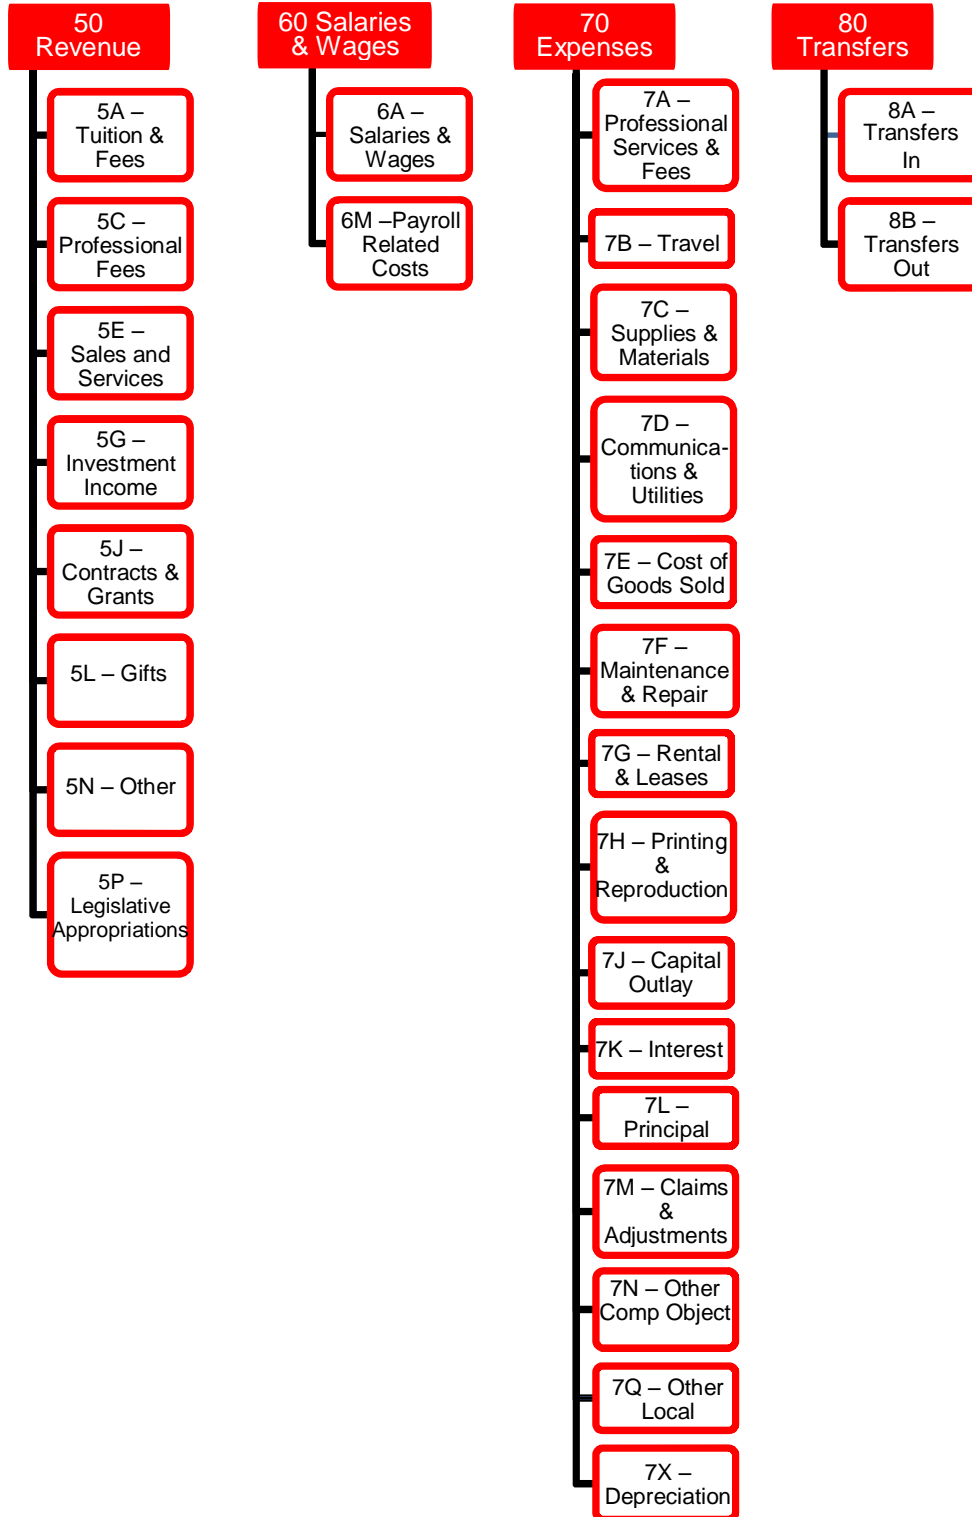 50
Revenue
5A –
Tuition &
Fees
5C –
Professional
Fees
5E –
Sales and
Services
5G –
Investment
Income
5J –
Contracts &
Grants
5L – Gifts
5N – Other
5P –
Legislative
Appropriations
60 Salaries
& Wages
6A –
Salaries &
Wages
6M –Payroll
Related
Costs
70
Expenses
7A –
Professional
Services &
Fees
7B – Travel
7C –
Supplies &
Materials
7D –
Communica-
tions &
Utilities
7E – Cost of
Goods Sold
7F –
Maintenance
& Repair
7G – Rental
& Leases
7H – Printing
&
Reproduction
7J – Capital
Outlay
7K – Interest
7L –
Principal
7M – Claims
&
Adjustments
7N – Other
Comp Object
7Q – Other
Local
7X –
Depreciation
80
Transfers
8A –
Transfers
In
8B –
Transfers
Out